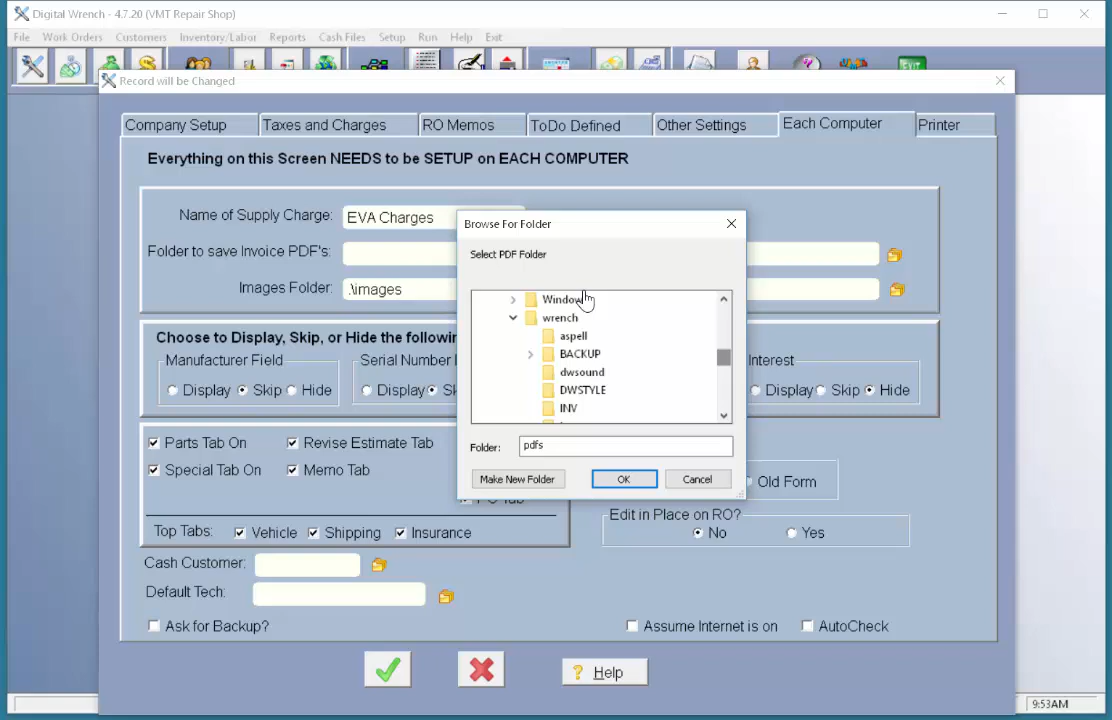 Digital Wrench - 4.7.20 (VMT Repair Shop)
File Work Orders Customers Inventory/Labor Reports Cash Files Setup Run Help Exit
EXIT
Record will be Changed
Company Setup Taxes and Charges RO Memos ToDo Defined Other Settings Each Computer Printer
Everything on this Screen NEEDS to be SETUP on EACH COMPUTER
Name of Supply Charge: EVA Charges
Folder to save Invoice PDF's:
Images Folder: .\images
Browse For Folder
Select PDF Folder
Window
wrench
aspell
BACKUP
dwsound
DWSTYLE
INV
Folder: pdfs
Make New Folder OK Cancel
Choose to Display, Skip, or Hide the following
Manufacturer Field Serial Number Interest
Display Skip Hide Display Display Skip Hide
Parts Tab On Revise Estimate Tab
Special Tab On Memo Tab
Old Form
Top Tabs: Vehicle Shipping Insurance
Edit in Place on RO?
No Yes
Cash Customer:
Default Tech:
Ask for Backup? Assume Internet is on AutoCheck
? Help
9:53AM